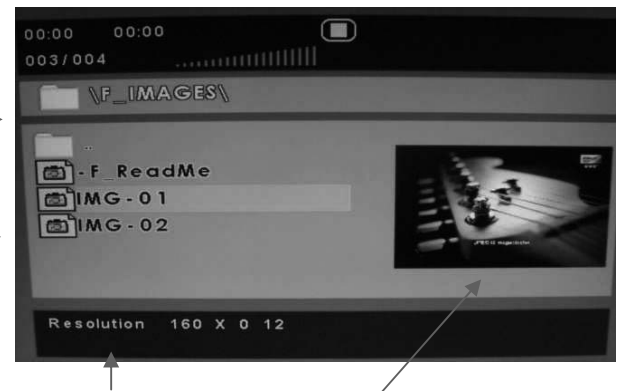 00:00 00:00
003/004
\F_IMAGES\
..
-F_ReadMe
IMG-01
IMG-02
Resolution 160 X 0 12